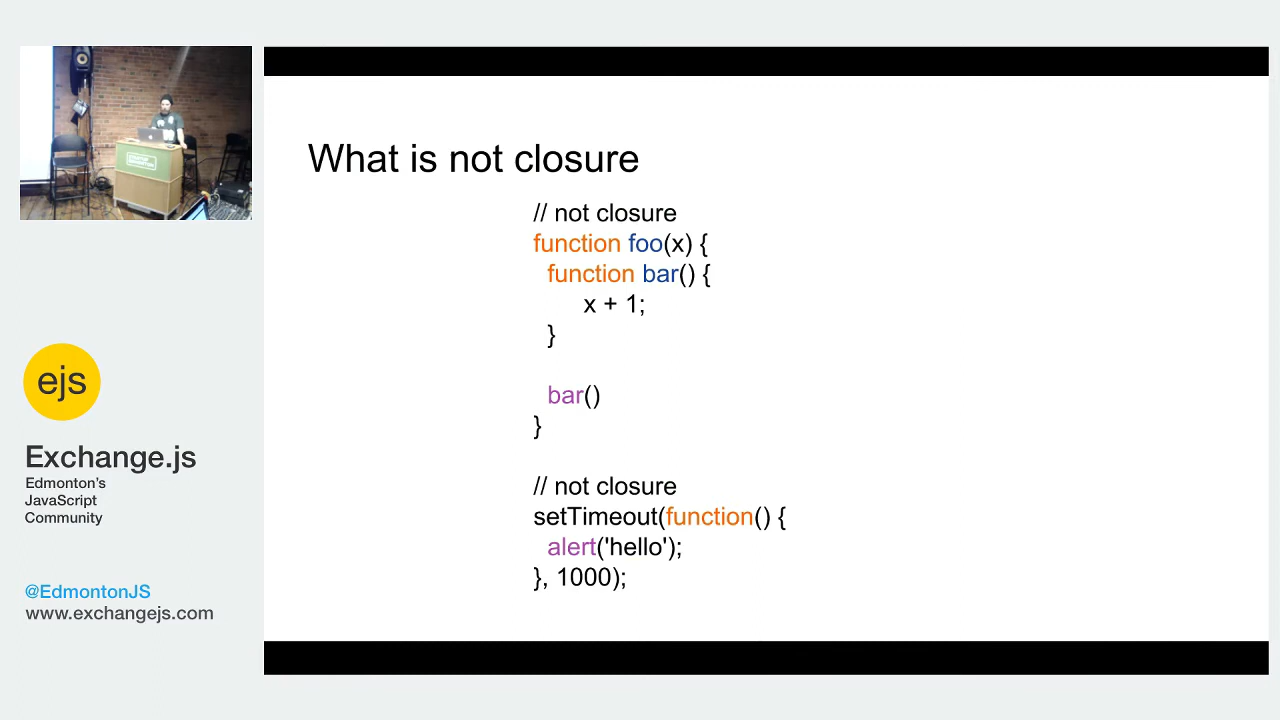 What is not closure
// not closure
function foo(x) {
function bar() {
x + 1;
}
bar()
}
// not closure
setTimeout(function() {
alert('hello');
}, 1000);
ejs
Exchange.js
Edmonton's
JavaScript
Community
@EdmontonJS
www.exchangejs.com